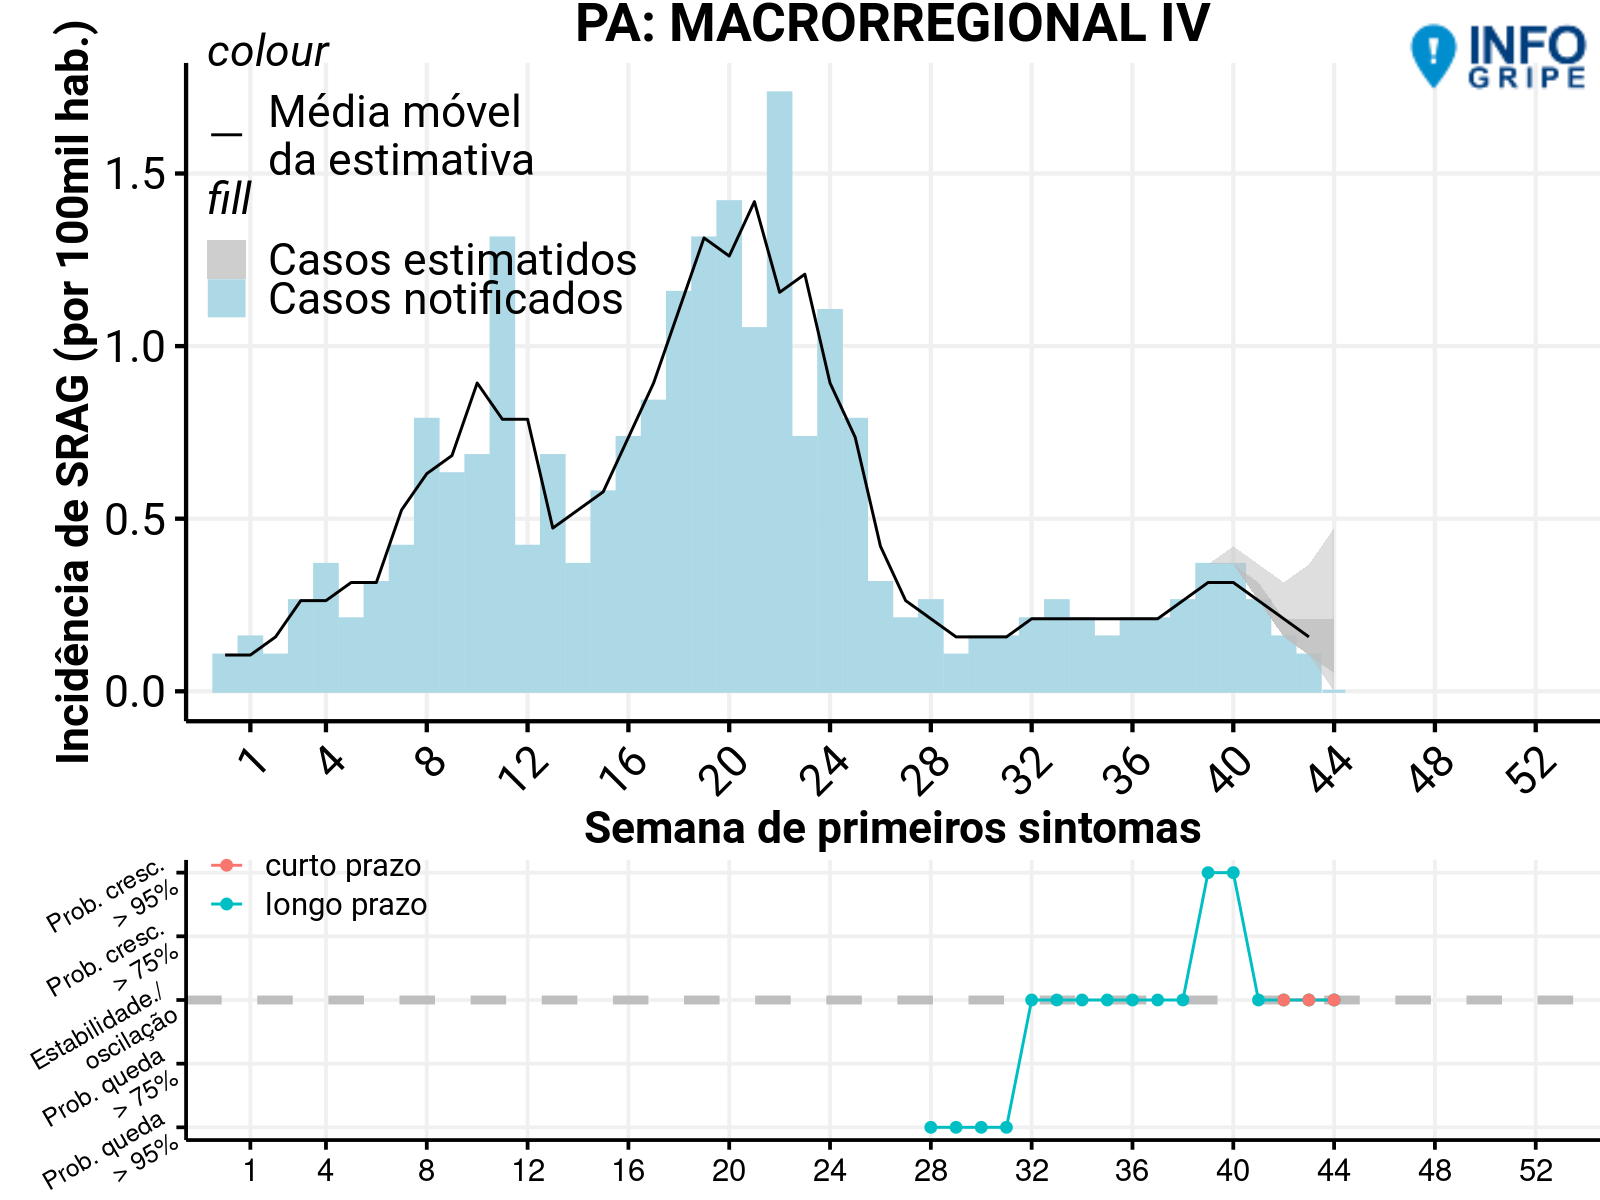 PA: MACRORREGIONAL IV
INFO
GRIPE
colour
Média móvel
da estimativa
fill
Casos estimatidos
Casos notificados
Incidência de SRAG (por 100mil hab.)
1.5
1.0
0.5
0.0
1 4 8 12 16 20 24 28 32 36 40 44 48 52
Semana de primeiros sintomas
curto prazo
longo prazo
Prob. cresc.
> 95%
Prob. cresc.
> 75%
Estabilidade./
oscilação
Prob. queda
> 75%
Prob. queda
> 95%
1 4 8 12 16 20 24 28 32 36 40 44 48 52